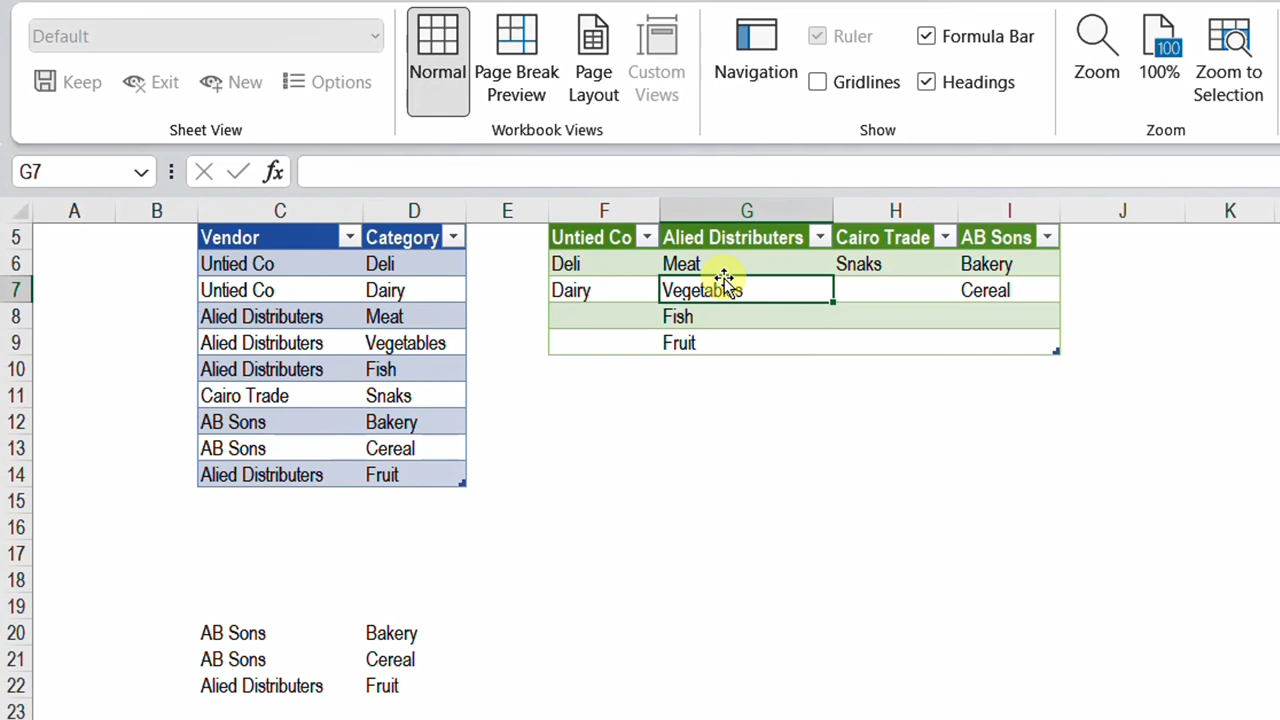 Default
Keep Exit New Options
Sheet View
Normal Page Break Preview Page Layout Custom Views
Workbook Views
Navigation
Ruler Formula Bar
Gridlines Headings
Show
Zoom 100 100% Zoom to Selection
Zoom
G7 fx
A B C D E F G H I J K
5 Vendor Category Untied Co Alied Distributers Cairo Trade AB Sons
6 Untied Co Deli Deli Meat Snaks Bakery
7 Untied Co Dairy Dairy Vegetables Cereal
8 Alied Distributers Meat Fish
9 Alied Distributers Vegetables Fruit
10 Alied Distributers Fish
11 Cairo Trade Snaks
12 AB Sons Bakery
13 AB Sons Cereal
14 Alied Distributers Fruit
15
16
17
18
19
20 AB Sons Bakery
21 AB Sons Cereal
22 Alied Distributers Fruit
23